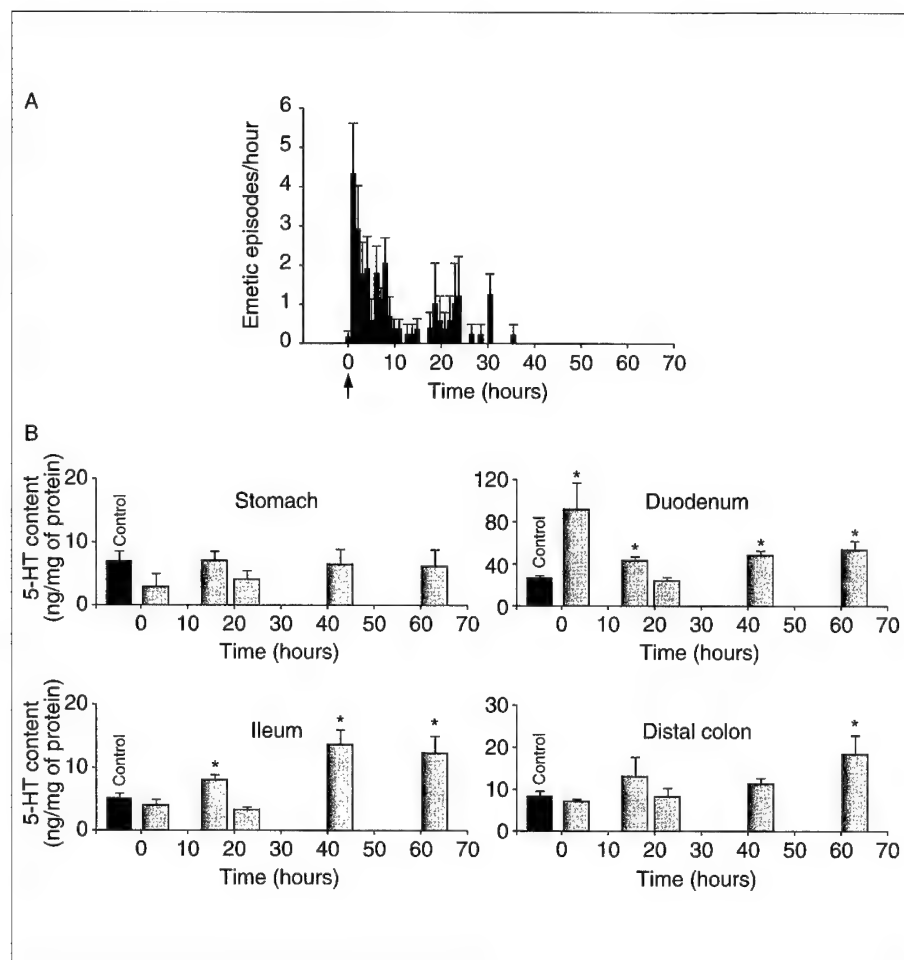 A
Emetic episodes/hour
6
5
4
3
2
1
0
0 10 20 30 40 50 60 70
Time (hours)
B
5-HT content
(ng/mg of protein)
20
10
0
Control
Stomach
0 10 20 30 40 50 60 70
Time (hours)
120
80
40
0
Control
*
*
*
*
Duodenum
0 10 20 30 40 50 60 70
Time (hours)
5-HT content
(ng/mg of protein)
20
10
0
Control
*
*
*
Ileum
0 10 20 30 40 50 60 70
Time (hours)
30
20
10
0
Control
*
Distal colon
0 10 20 30 40 50 60 70
Time (hours)